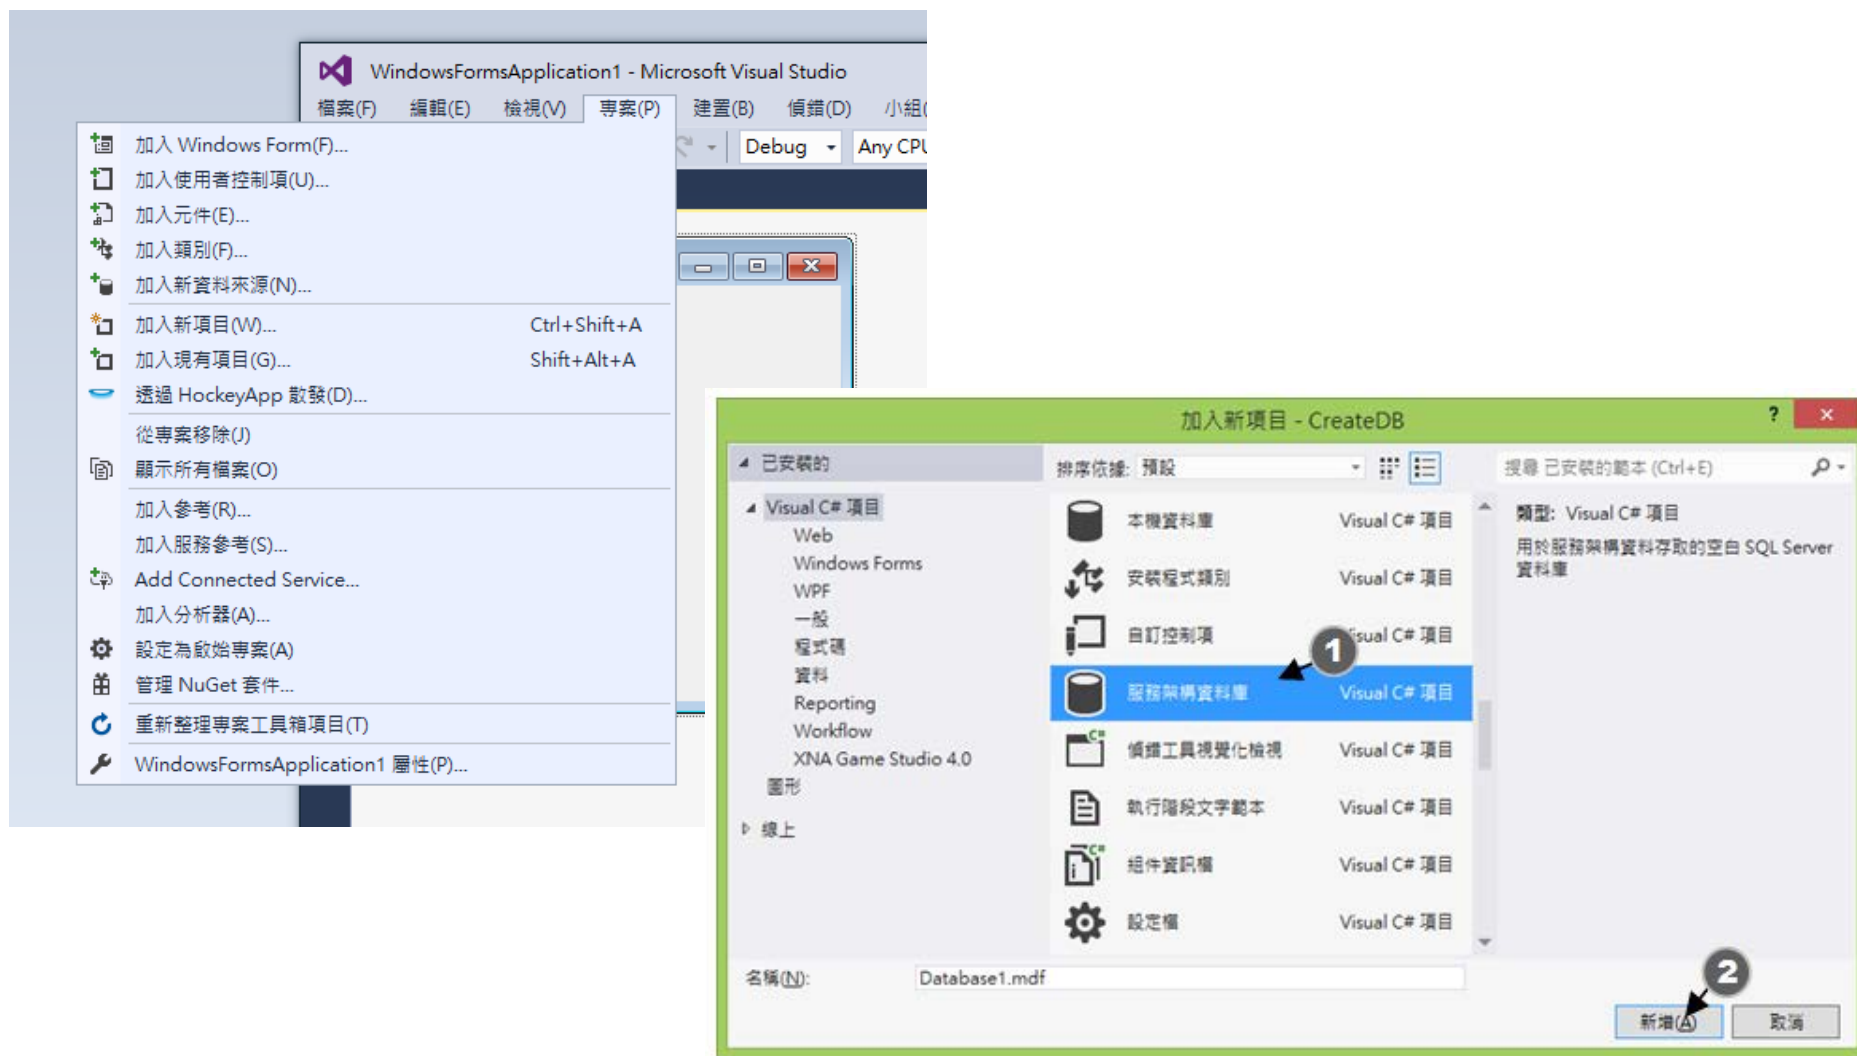 WindowsFormsApplication1 - Microsoft Visual Studio
檔案(F) 編輯(E) 檢視(V) 專案(P) 建置(B) 偵錯(D) 小組(
Debug Any CPU
加入 Windows Form(F)...
加入使用者控制項(U)...
加入元件(E)...
加入類別(F)...
加入新資料來源(N)...
加入新項目(W)... Ctrl+Shift+A
加入現有項目(G)... Shift+Alt+A
透過 HockeyApp 散發(D)...
從專案移除(J)
顯示所有檔案(O)
加入參考(R)...
加入服務參考(S)...
Add Connected Service...
加入分析器(A)...
設定為啟始專案(A)
管理 NuGet 套件...
重新整理專案工具箱項目(T)
WindowsFormsApplication1 屬性(P)...
加入新項目 - CreateDB ?
已安裝的
排序依據: 預設
搜尋 已安裝的範本 (Ctrl+E)
Visual C# 項目
Web
Windows Forms
WPF
一般
程式碼
資料
Reporting
Workflow
XNA Game Studio 4.0
圖形
線上
本機資料庫 Visual C# 項目
安裝程式類別 Visual C# 項目
自訂控制項 Visual C# 項目
1
服務架構資料庫 Visual C# 項目
偵錯工具視覺化檢視 Visual C# 項目
執行階段文字範本 Visual C# 項目
組件資訊檔 Visual C# 項目
設定檔 Visual C# 項目
類型: Visual C# 項目
用於服務架構資料存取的空白 SQL Server
資料庫
名稱(N): Database1.mdf
2
新增(A) 取消